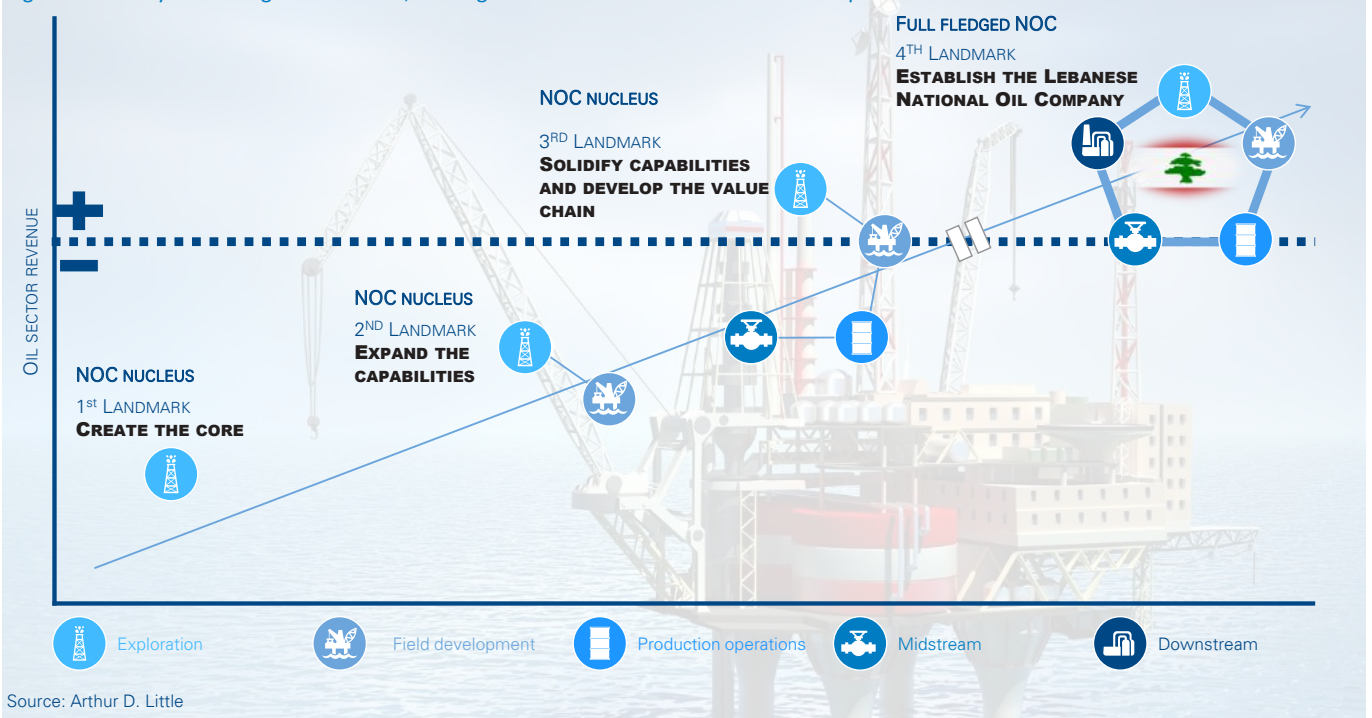 FULL FLEDGED NOC
4TH LANDMARK
ESTABLISH THE LEBANESE
NATIONAL OIL COMPANY
NOC NUCLEUS
3RD LANDMARK
SOLIDIFY CAPABILITIES
AND DEVELOP THE VALUE
CHAIN
NOC NUCLEUS
2ND LANDMARK
EXPAND THE
CAPABILITIES
NOC NUCLEUS
1st LANDMARK
CREATE THE CORE
OIL SECTOR REVENUE
+
–
Exploration
Field development
Production operations
Midstream
Downstream
Source: Arthur D. Little